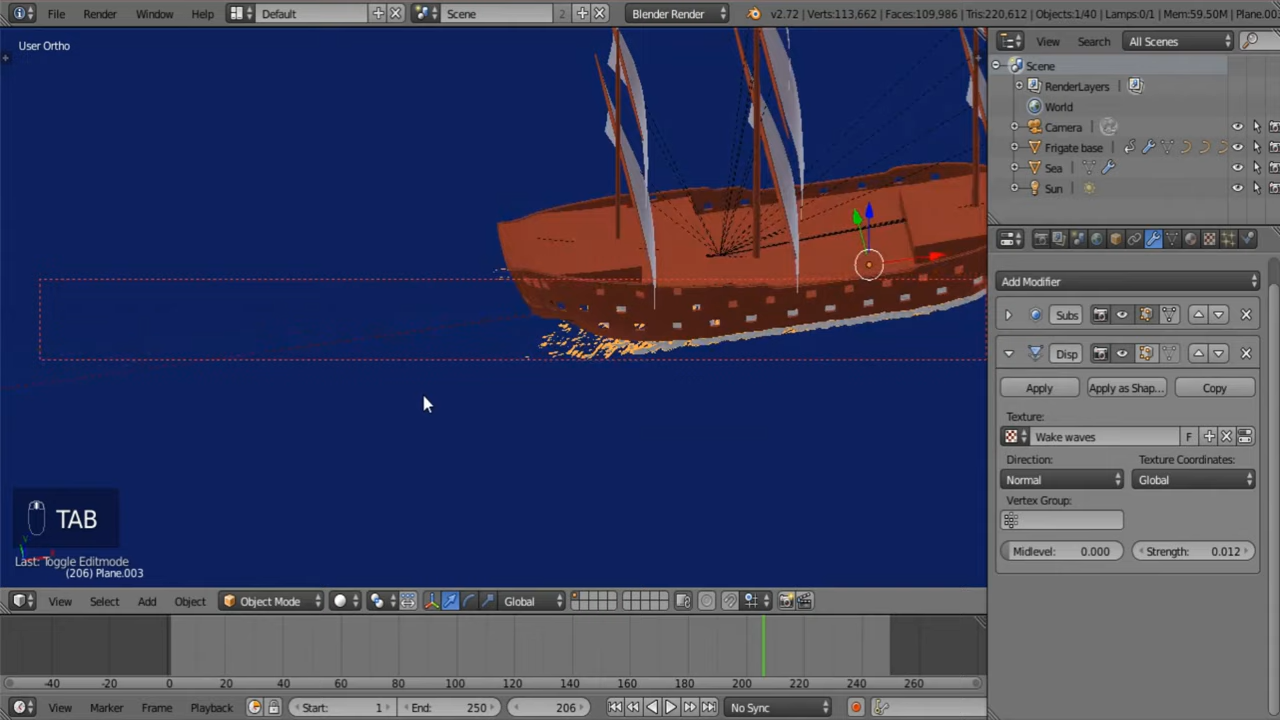 File Render Window Help Default Scene 2 Blender Render v2.72 | Verts:113,662 | Faces:109,986 | Tris:220,612 | Objects:1/40 | Lamps:0/1 | Mem:59.50M | Plane.00
User Ortho
View Search All Scenes
Scene
RenderLayers
World
Camera
Frigate base
Sea
Sun
Add Modifier
Subs
Disp
Apply Apply as Shap... Copy
Texture:
Wake waves F
Direction: Texture Coordinates:
Normal Global
Vertex Group:
Midlevel: 0.000 Strength: 0.012
TAB
Last: Toggle Editmode
(206) Plane.003
View Select Add Object Object Mode Global
-40 -20 0 20 40 60 80 100 120 140 160 180 200 220 240 260
View Marker Frame Playback Start: 1 End: 250 206 No Sync